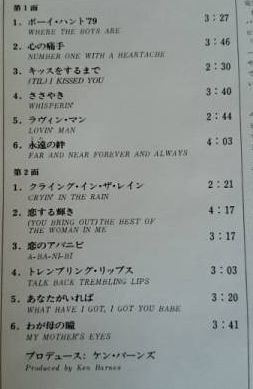 第1面
1. ボーイ・ハント'79 3:27
WHERE THE BOYS ARE
2. 心の痛手 3:46
NUMBER ONE WITH A HEARTACHE
3. キッスをするまで 2:30
(TIL) I KISSED YOU
4. ささやき 3:40
WHISPERIN'
5. ラヴィン・マン 2:44
LOVIN' MAN
6. 永遠の絆 4:03
FAR AND NEAR FOREVER AND ALWAYS
第2面
1. クライング・イン・ザ・レイン 2:21
CRYIN' IN THE RAIN
2. 恋する輝き 4:17
(YOU BRING OUT) THE BEST OF
THE WOMAN IN ME
3. 恋のアバニビ 3:17
A-BA-NI-BI
4. トレンブリング・リップス 3:03
TALK BACK TREMBLING LIPS
5. あなたがいれば 3:20
WHAT HAVE I GOT, I GOT YOU BABE
6. わが母の瞳 3:41
MY MOTHER'S EYES
プロデュース：ケン・バーンズ
Produced by Ken Barnes